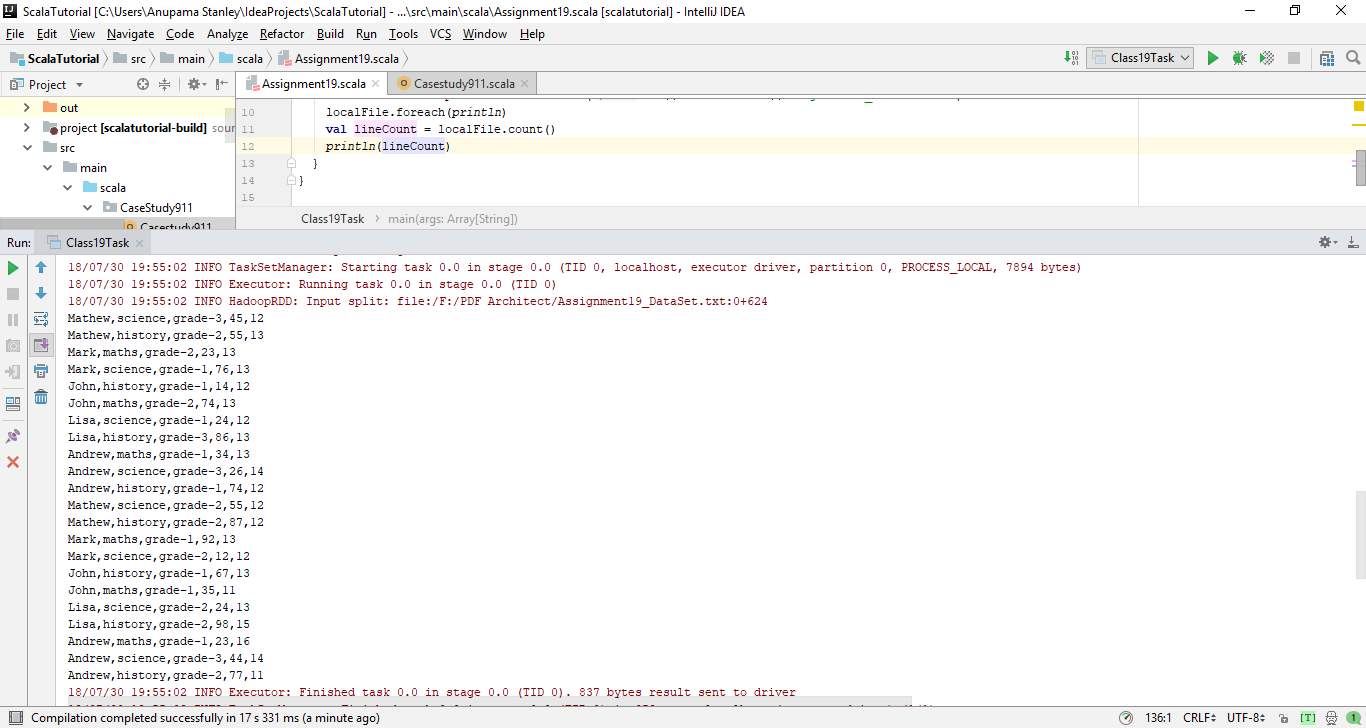 ScalaTutorial [C:\Users\Anupama Stanley\IdeaProjects\ScalaTutorial] - ...\src\main\scala\Assignment19.scala [scalatutorial] - IntelliJ IDEA
File Edit View Navigate Code Analyze Refactor Build Run Tools VCS Window Help
ScalaTutorial src main scala Assignment19.scala Class19Task
Project Assignment19.scala Casestudy911.scala
out
project [scalatutorial-build] sour
src
main
scala
CaseStudy911
Casestudy911
10 localFile.foreach(println)
11 val lineCount = localFile.count()
12 println(lineCount)
13 }
14 }
15
Class19Task main(args: Array[String])
Run: Class19Task
18/07/30 19:55:02 INFO TaskSetManager: Starting task 0.0 in stage 0.0 (TID 0, localhost, executor driver, partition 0, PROCESS_LOCAL, 7894 bytes)
18/07/30 19:55:02 INFO Executor: Running task 0.0 in stage 0.0 (TID 0)
18/07/30 19:55:02 INFO HadoopRDD: Input split: file:/F:/PDF Architect/Assignment19_DataSet.txt:0+624
Mathew,science,grade-3,45,12
Mathew,history,grade-2,55,13
Mark,maths,grade-2,23,13
Mark,science,grade-1,76,13
John,history,grade-1,14,12
John,maths,grade-2,74,13
Lisa,science,grade-1,24,12
Lisa,history,grade-3,86,13
Andrew,maths,grade-1,34,13
Andrew,science,grade-3,26,14
Andrew,history,grade-1,74,12
Mathew,science,grade-2,55,12
Mathew,history,grade-2,87,12
Mark,maths,grade-1,92,13
Mark,science,grade-2,12,12
John,history,grade-1,67,13
John,maths,grade-1,35,11
Lisa,science,grade-2,24,13
Lisa,history,grade-2,98,15
Andrew,maths,grade-1,23,16
Andrew,science,grade-3,44,14
Andrew,history,grade-2,77,11
18/07/30 19:55:02 INFO Executor: Finished task 0.0 in stage 0.0 (TID 0). 837 bytes result sent to driver
Compilation completed successfully in 17 s 331 ms (a minute ago) 136:1 CRLF UTF-8 [T] 1